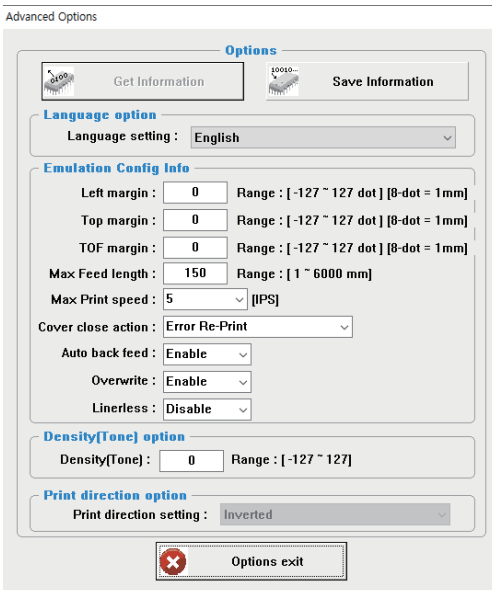 Advanced Options
Options
0100 Get Information 10010... Save Information
Language option
Language setting : English
Emulation Config Info
Left margin : 0 Range : [ -127 ~ 127 dot ] [8-dot = 1mm]
Top margin : 0 Range : [ -127 ~ 127 dot ] [8-dot = 1mm]
TOF margin : 0 Range : [ -127 ~ 127 dot ] [8-dot = 1mm]
Max Feed length : 150 Range : [ 1 ~ 6000 mm]
Max Print speed : 5 [IPS]
Cover close action : Error Re-Print
Auto back feed : Enable
Overwrite : Enable
Linerless : Disable
Density(Tone) option
Density(Tone) : 0 Range : [ -127 ~ 127]
Print direction option
Print direction setting : Inverted
Options exit